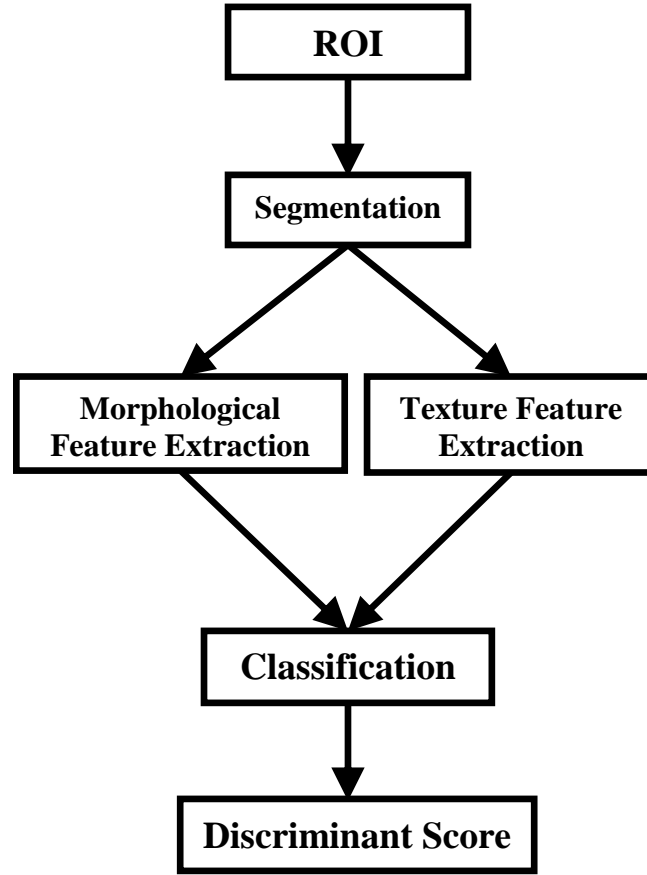 ROI
Segmentation
Morphological
Feature Extraction
Texture Feature
Extraction
Classification
Discriminant Score